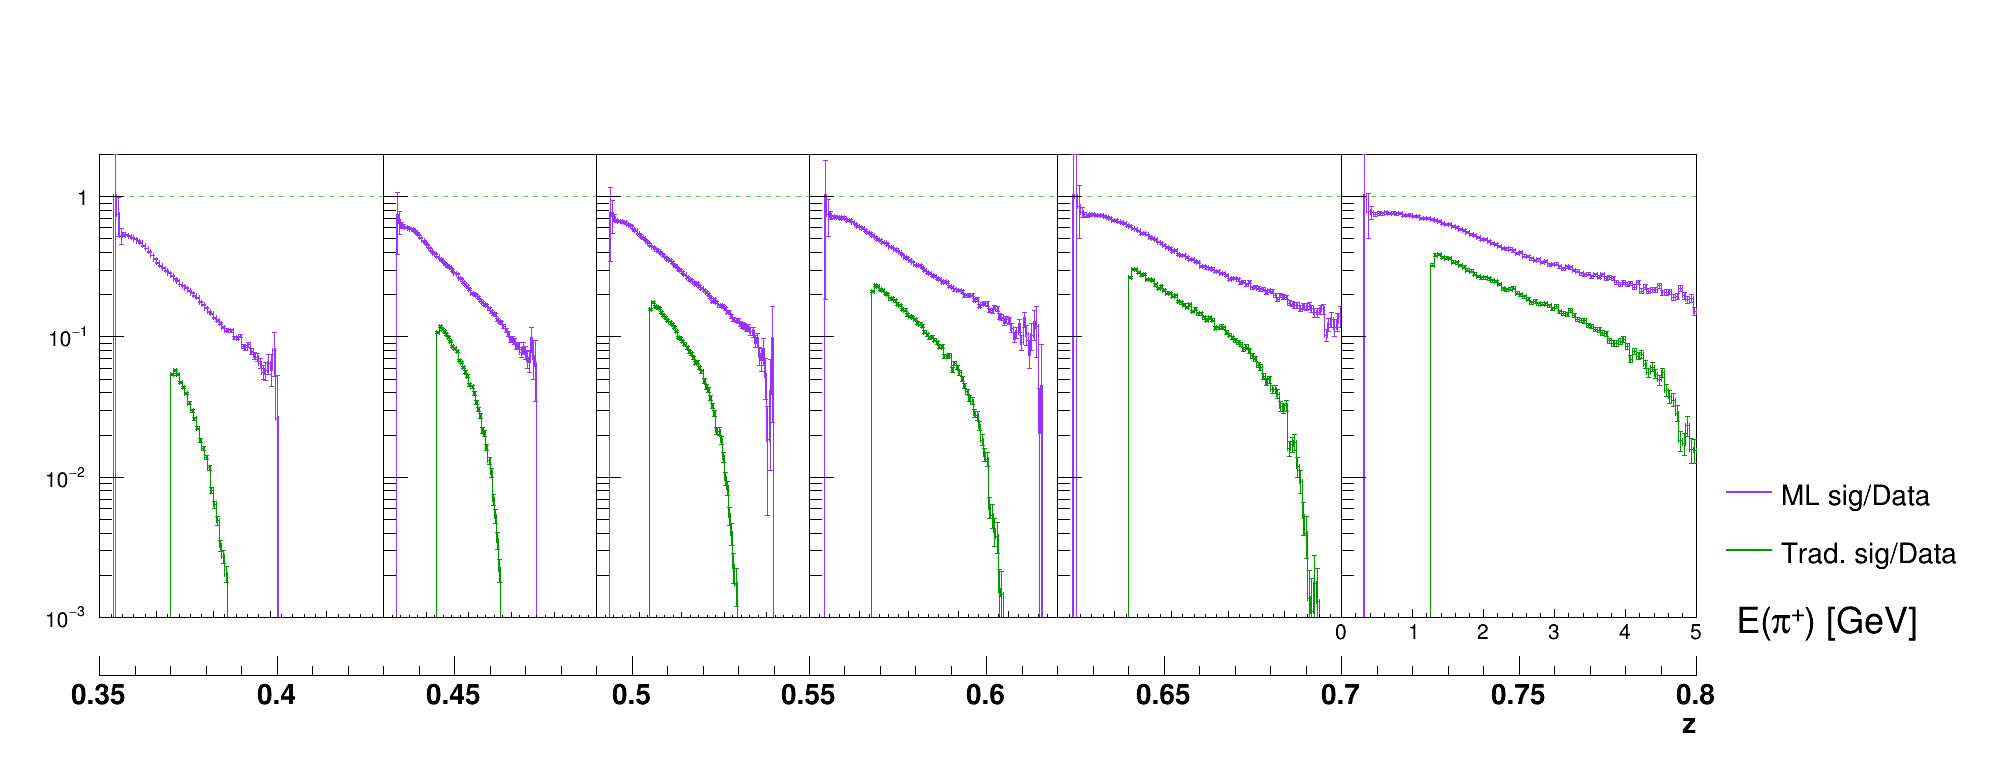 1
10⁻¹
10⁻²
10⁻³
ML sig/Data
Trad. sig/Data
E(π⁺) [GeV]
0 1 2 3 4 5
0.35 0.4 0.45 0.5 0.55 0.6 0.65 0.7 0.75 0.8
z